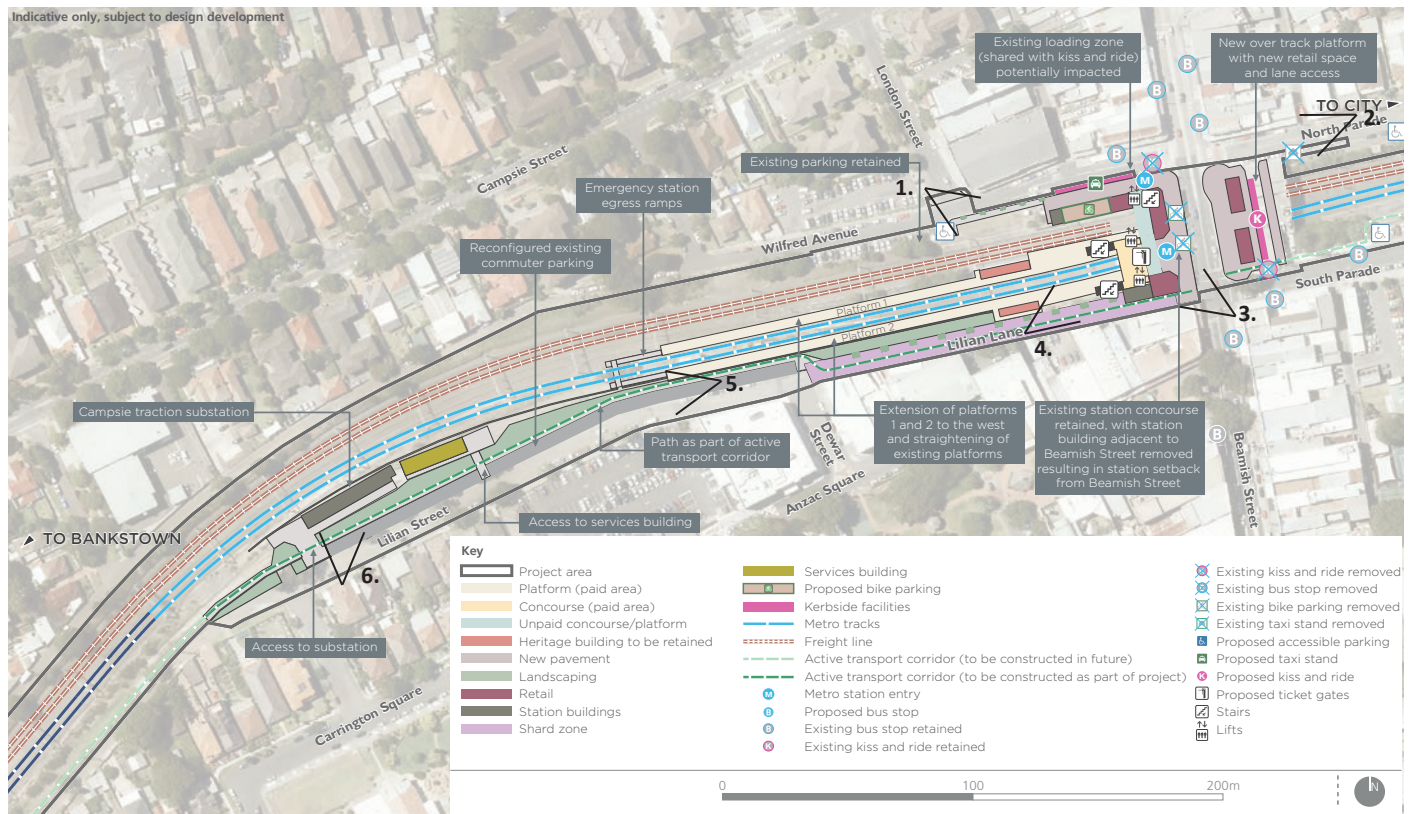 Indicative only, subject to design development
Existing loading zone
(shared with kiss and ride)
potentially impacted
New over track platform
with new retail space
and lane access
TO CITY
North Parade
2.
London Street
Campsie Street
Existing parking retained
1.
Emergency station
egress ramps
Wilfred Avenue
Reconfigured existing
commuter parking
South Parade
3.
Platform 1
Platform 2
Lilian Lane
4.
5.
Campsie traction substation
Path as part of active
transport corridor
Dewar
Street
Extension of platforms
1 and 2 to the west
and straightening of
existing platforms
Existing station concourse
retained, with station
building adjacent to
Beamish Street removed
resulting in station setback
from Beamish Street
Beamish Street
Anzac Square
Access to services building
Lilian Street
TO BANKSTOWN
6.
Access to substation
Carrington Square
B
B
B
B
B
B
B
B
M
M
K
Key
Project area
Platform (paid area)
Concourse (paid area)
Unpaid concourse/platform
Heritage building to be retained
New pavement
Landscaping
Retail
Station buildings
Shard zone
Services building
Proposed bike parking
Kerbside facilities
Metro tracks
Freight line
Active transport corridor (to be constructed in future)
Active transport corridor (to be constructed as part of project)
M Metro station entry
B Proposed bus stop
B Existing bus stop retained
K Existing kiss and ride retained
Existing kiss and ride removed
Existing bus stop removed
Existing bike parking removed
Existing taxi stand removed
Proposed accessible parking
Proposed taxi stand
K Proposed kiss and ride
Proposed ticket gates
Stairs
Lifts
0 100 200m
N